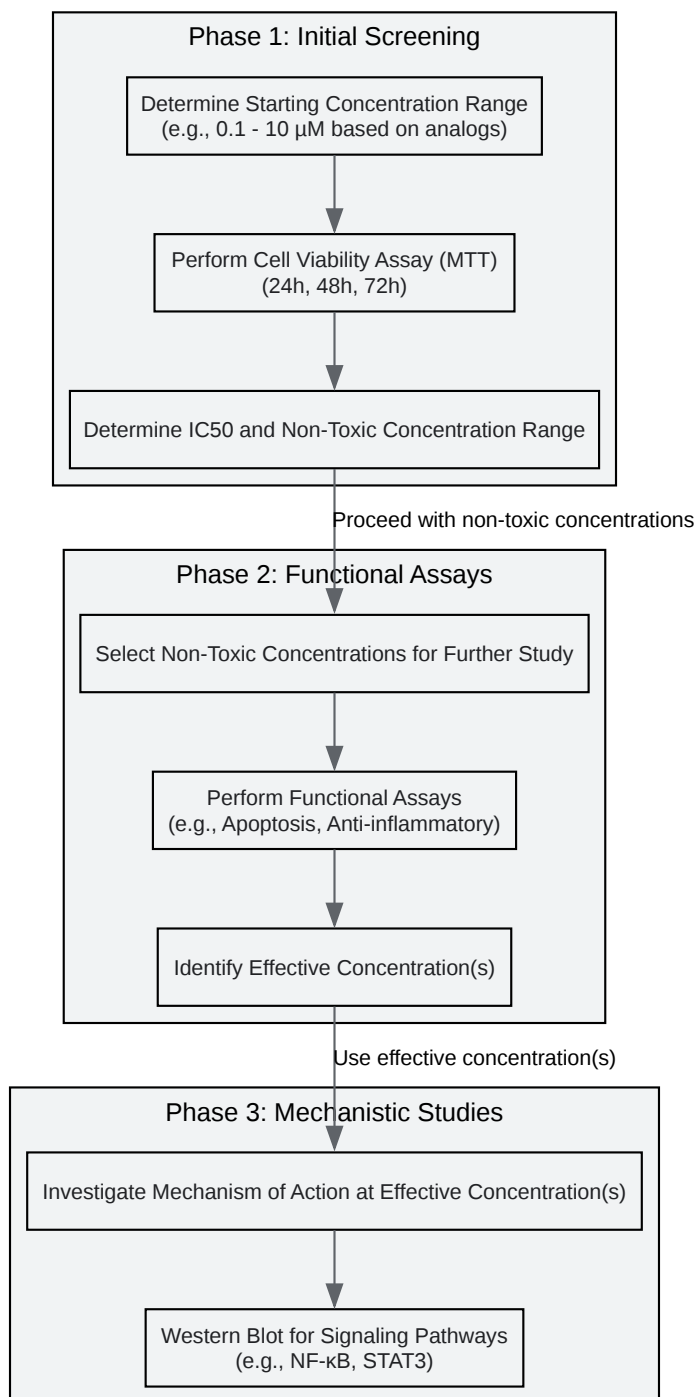 Phase 1: Initial Screening
Determine Starting Concentration Range
(e.g., 0.1 - 10 µM based on analogs)
Perform Cell Viability Assay (MTT)
(24h, 48h, 72h)
Determine IC50 and Non-Toxic Concentration Range
Proceed with non-toxic concentrations
Phase 2: Functional Assays
Select Non-Toxic Concentrations for Further Study
Perform Functional Assays
(e.g., Apoptosis, Anti-inflammatory)
Identify Effective Concentration(s)
Use effective concentration(s)
Phase 3: Mechanistic Studies
Investigate Mechanism of Action at Effective Concentration(s)
Western Blot for Signaling Pathways
(e.g., NF-κB, STAT3)